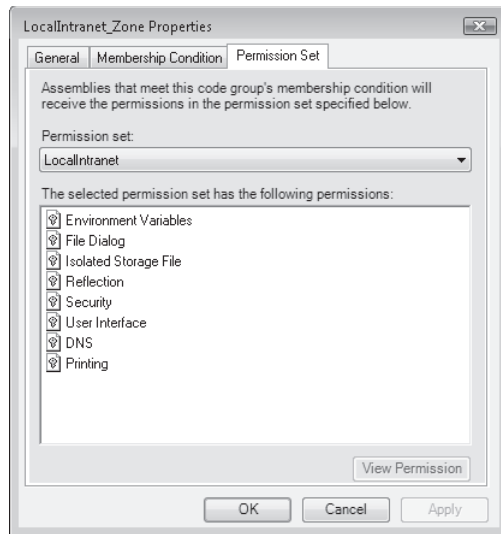 LocalIntranet_Zone Properties
General Membership Condition Permission Set
Assemblies that meet this code group's membership condition will
receive the permissions in the permission set specified below.
Permission set:
LocalIntranet
The selected permission set has the following permissions:
Environment Variables
File Dialog
Isolated Storage File
Reflection
Security
User Interface
DNS
Printing
View Permission
OK Cancel Apply